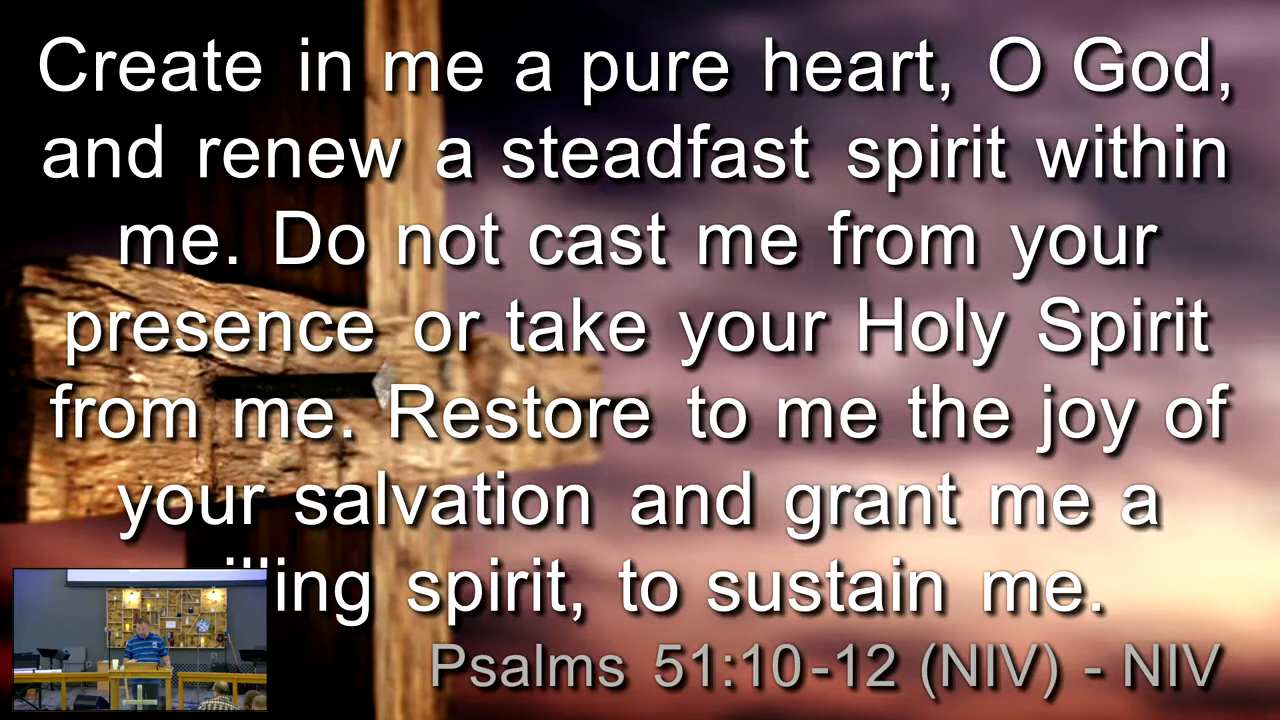 Create in me a pure heart, O God,
and renew a steadfast spirit within
me. Do not cast me from your
presence or take your Holy Spirit
from me. Restore to me the joy of
your salvation and grant me a
illing spirit, to sustain me.
Psalms 51:10-12 (NIV) - NIV